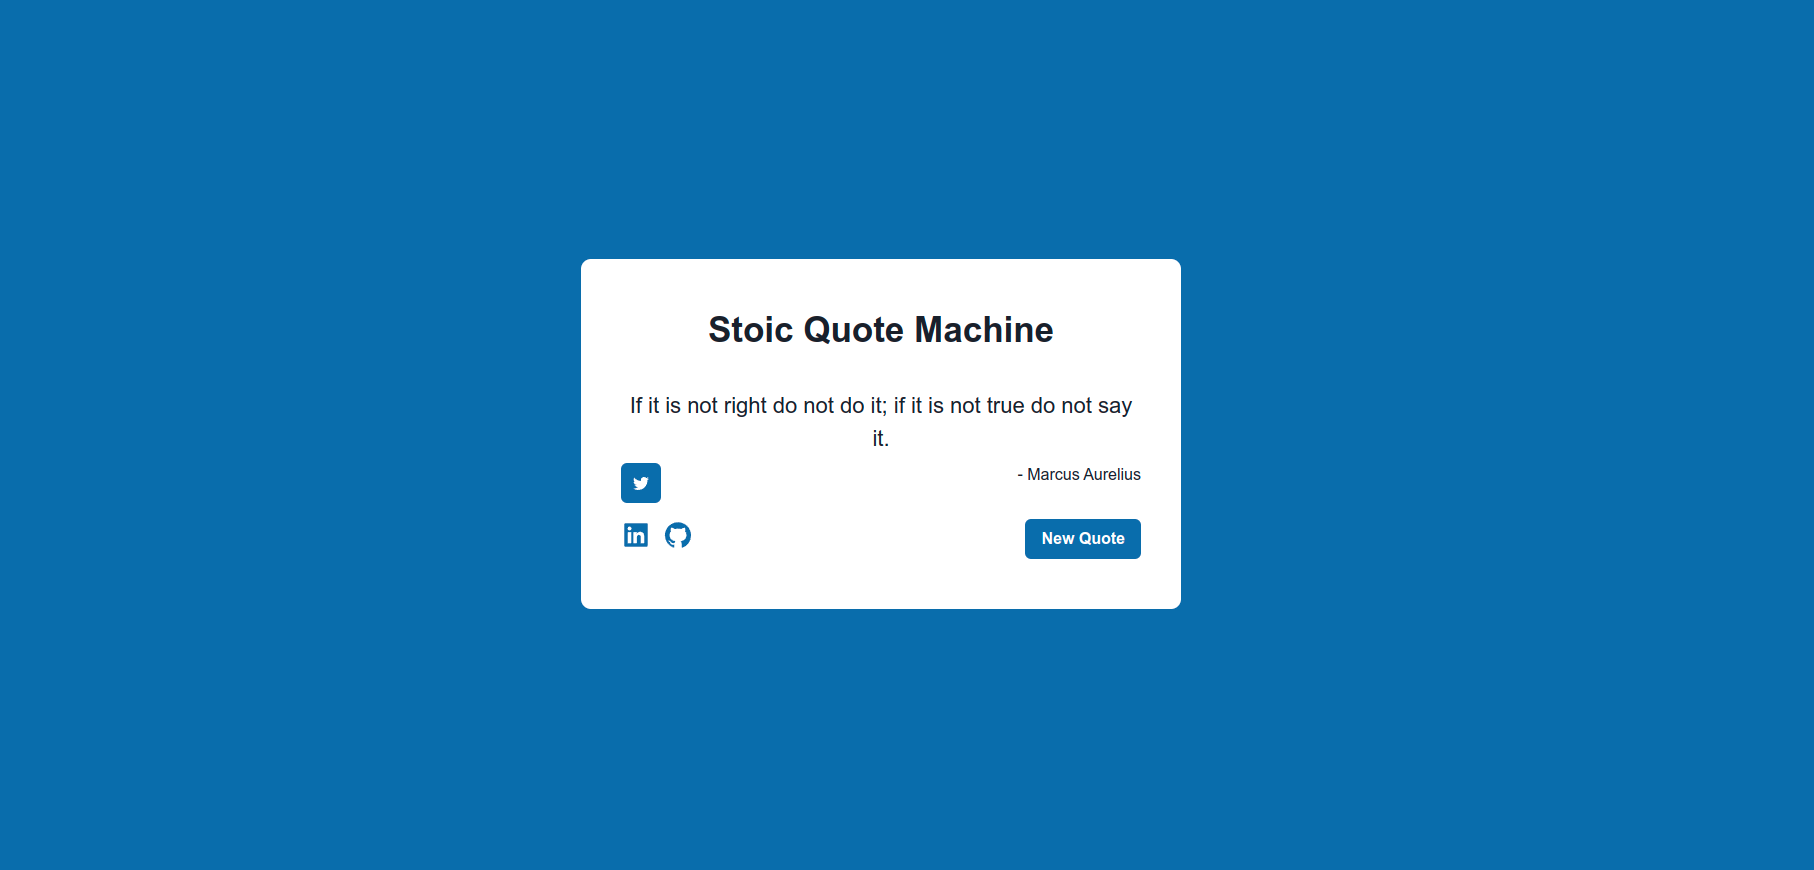 Stoic Quote Machine
If it is not right do not do it; if it is not true do not say
it.
- Marcus Aurelius
in
New Quote